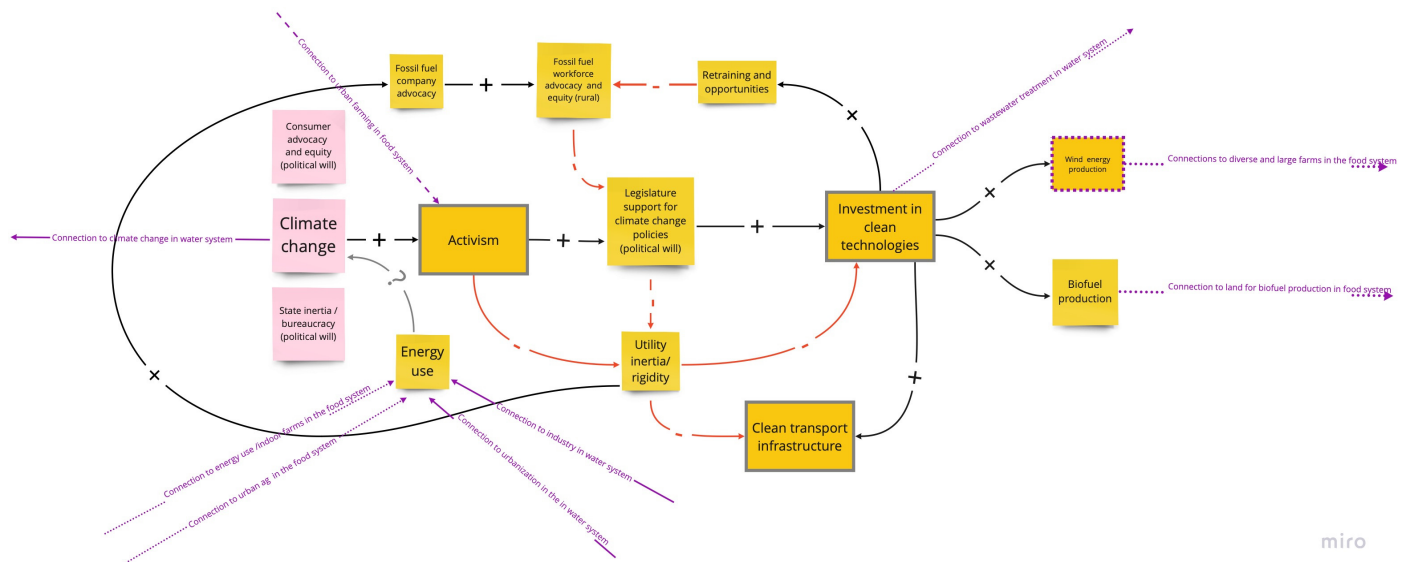 Connection to urban farming in food system
Fossil fuel
company
advocacy
+
Fossil fuel
workforce
advocacy and
equity (rural)
-
Retraining and
opportunities
+
Connection to wastewater treatment in water system
Consumer
advocacy
and equity
(political will)
Wind energy
production
Connections to diverse and large farms in the food system
+
Connection to climate change in water system
Climate
change
+
Activism
+
Legislature
support for
climate change
policies
(political will)
-
+
Investment in
clean
technologies
+
Biofuel
production
Connection to land for biofuel production in food system
?
State inertia /
bureaucracy
(political will)
-
Energy
use
-
Utility
inertia/
rigidity
-
+
+
Connection to energy use /indoor farms in the food system
Connection to urban ag in the food system
Connection to industry in water system
Connection to urbanization in the in water system
-
Clean transport
infrastructure
miro